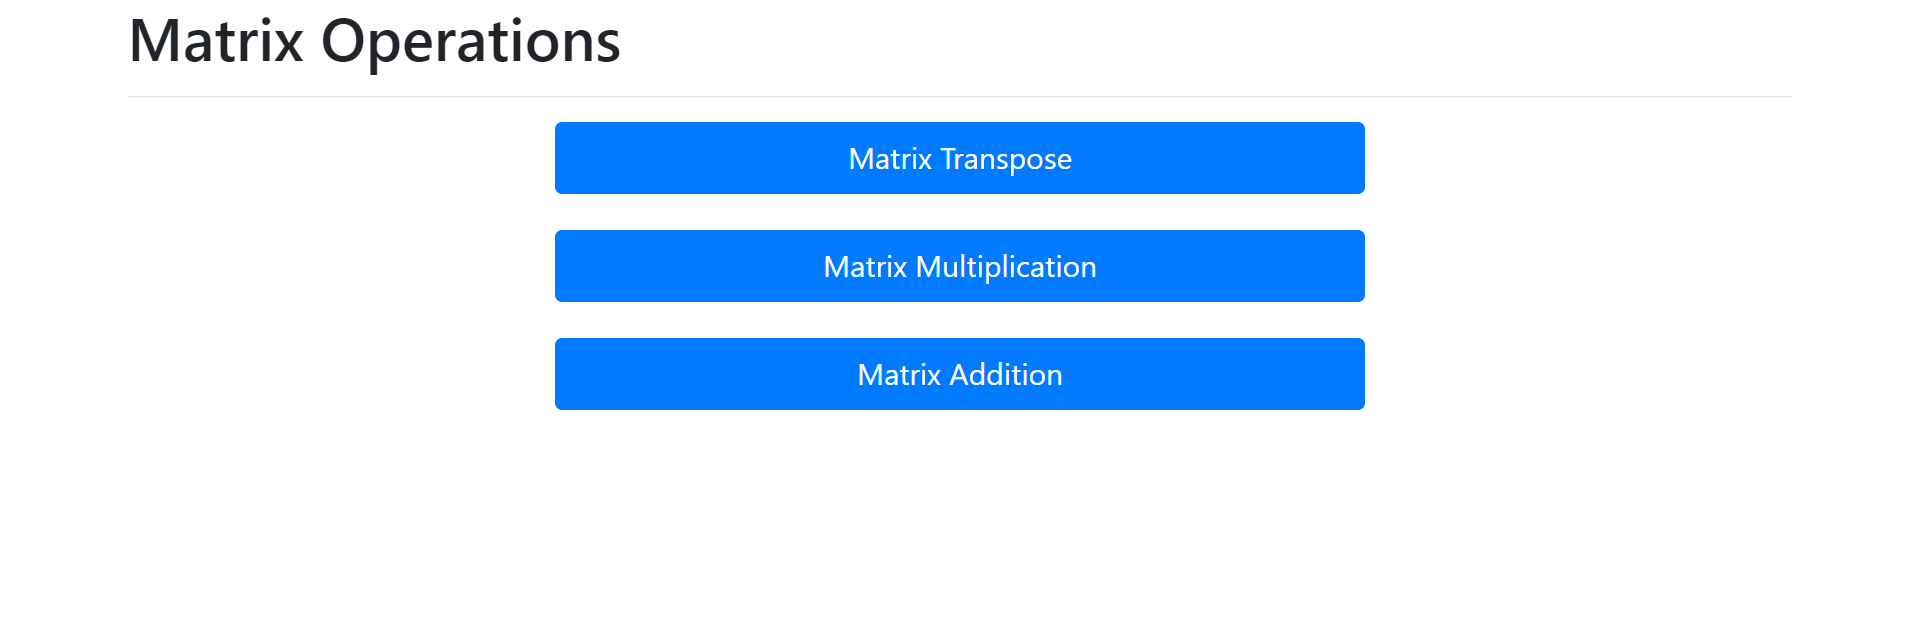 Matrix Operations
Matrix Transpose
Matrix Multiplication
Matrix Addition